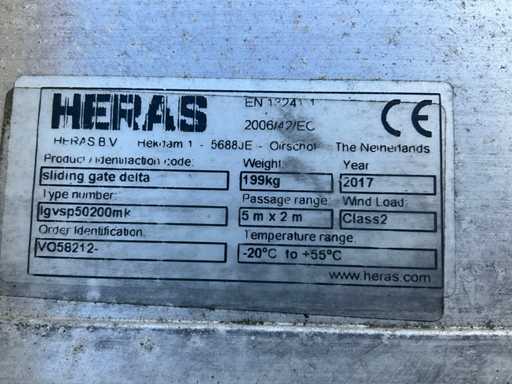 HERAS
EN 13241-1
2006/42/EC
CE
HERAS B.V. Hekdam 1 - 5688JE - Oirschot The Netherlands
Product / Identification code: Weight: Year
sliding gate delta 199kg 2017
Type number: Passage range: Wind Load:
lgvsp50200mk 5 m x 2 m Class2
Order Identification: Temperature range:
VO58212- -20°C to +55°C
www.heras.com